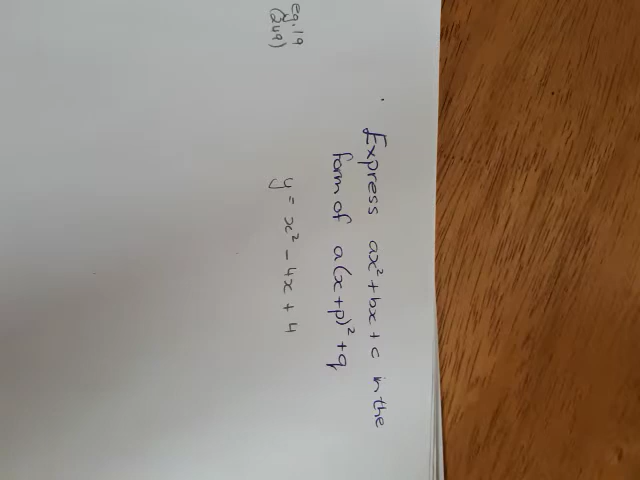 eg.19
(249)
Express ax² + bx + c in the
form of a(x+p)² + q
y = x² - 4x + 4